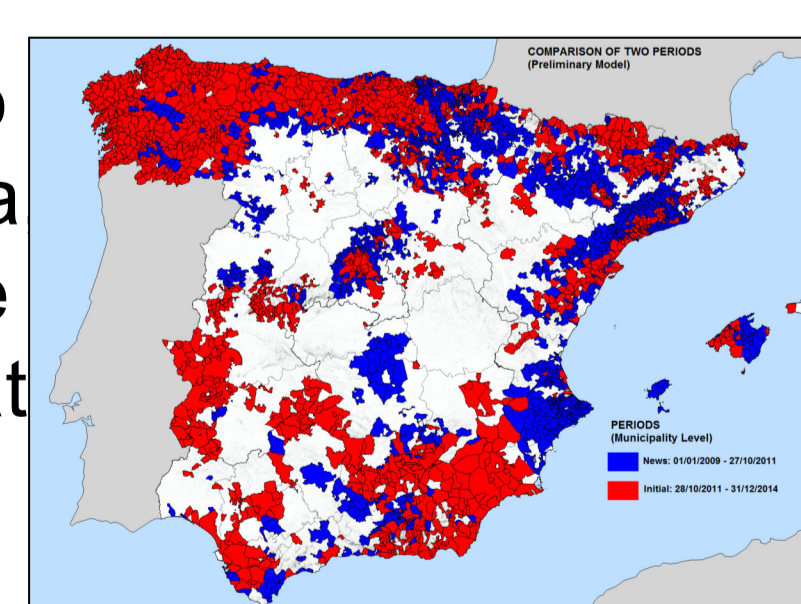 COMPARISON OF TWO PERIODS
(Preliminary Model)
a
e
t
PERIODS
(Municipality Level)
News: 01/01/2009 - 27/10/2011
Initial: 28/10/2011 - 31/12/2014